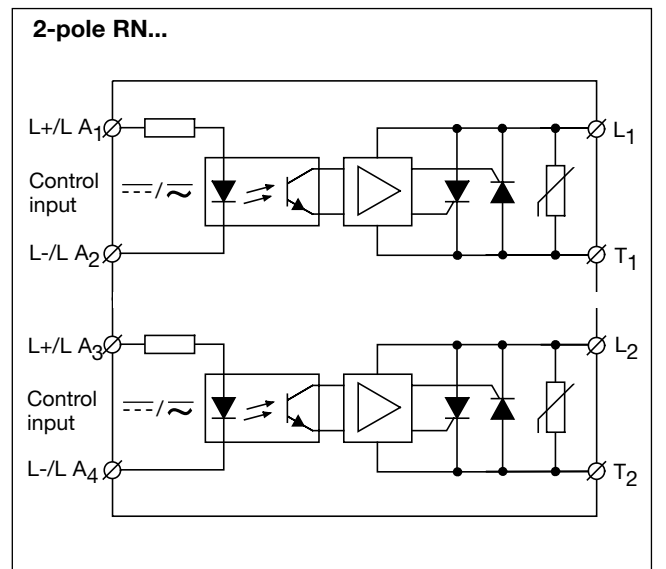 2-pole RN...
L+/L A1
L1
Control
input
L-/L A2
T1
L+/L A3
L2
Control
input
L-/L A4
T2